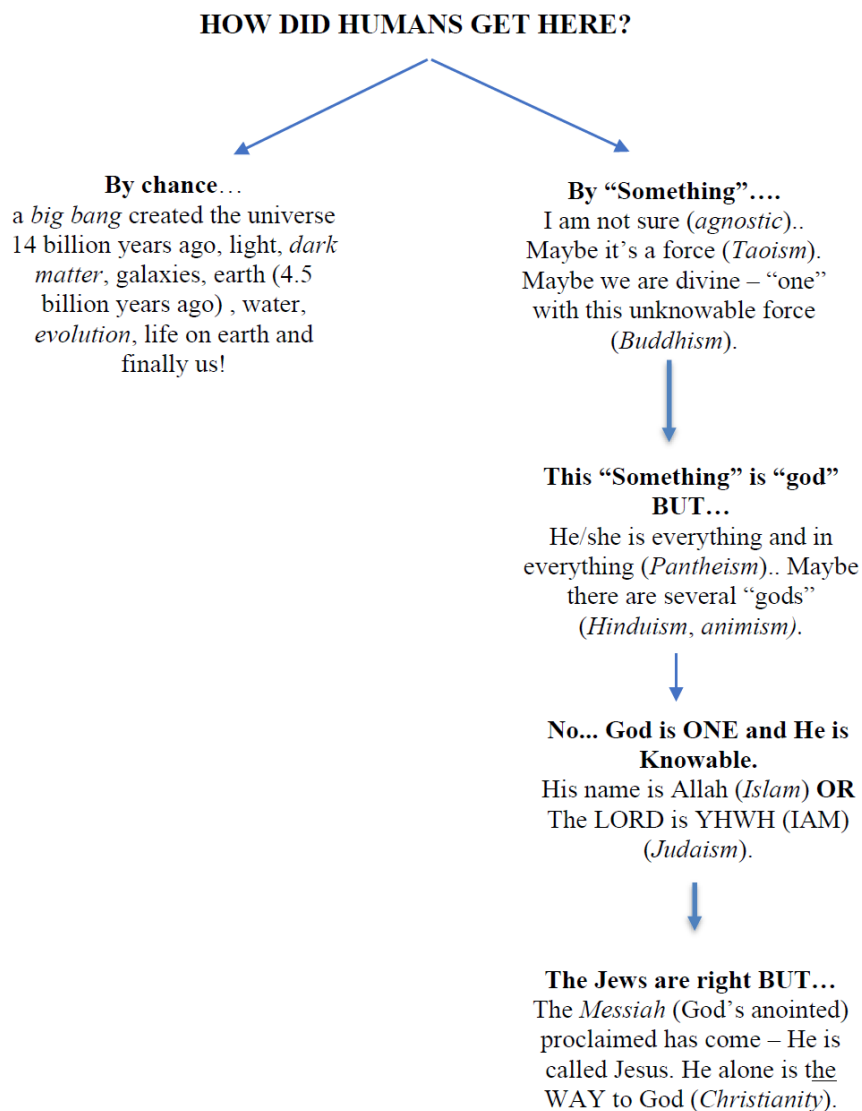 HOW DID HUMANS GET HERE?
By chance…
a big bang created the universe
14 billion years ago, light, dark
matter, galaxies, earth (4.5
billion years ago) , water,
evolution, life on earth and
finally us!
By “Something”….
I am not sure (agnostic)..
Maybe it’s a force (Taoism).
Maybe we are divine – “one”
with this unknowable force
(Buddhism).
This “Something” is “god”
BUT…
He/she is everything and in
everything (Pantheism).. Maybe
there are several “gods”
(Hinduism, animism).
No... God is ONE and He is
Knowable.
His name is Allah (Islam) OR
The LORD is YHWH (IAM)
(Judaism).
The Jews are right BUT…
The Messiah (God’s anointed)
proclaimed has come – He is
called Jesus. He alone is the
WAY to God (Christianity).